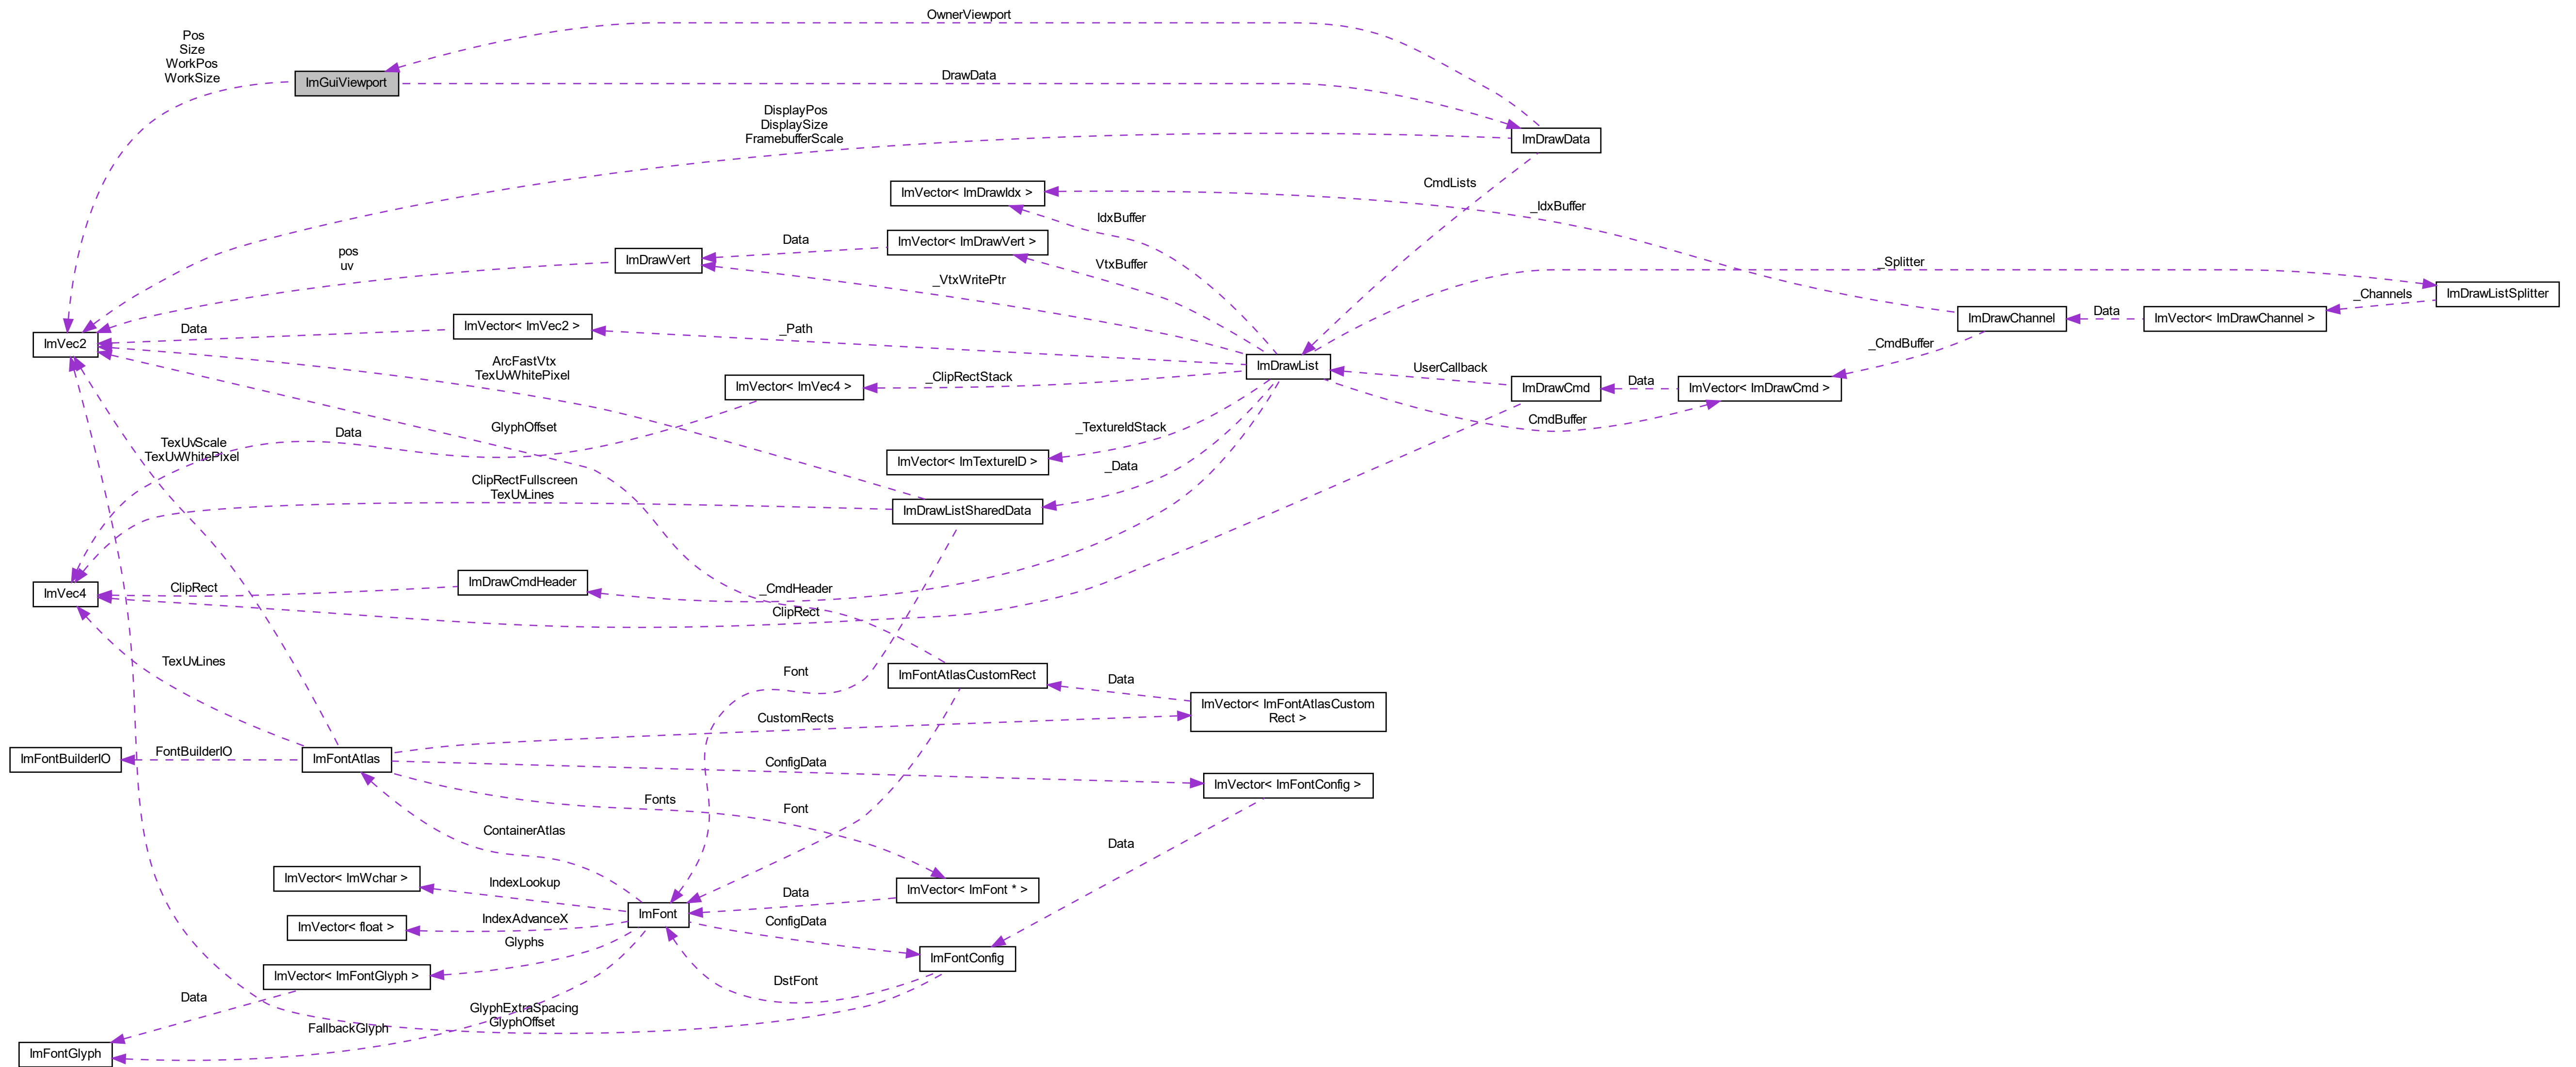 OwnerViewport
Pos
Size
WorkPos
WorkSize
ImGuiViewport
DrawData
DisplayPos
DisplaySize
FramebufferScale
ImDrawData
CmdLists
ImVector< ImDrawIdx >
_IdxBuffer
IdxBuffer
ImVector< ImDrawVert >
Data
pos
uv
ImDrawVert
VtxBuffer
_VtxWritePtr
_Splitter
ImDrawListSplitter
_Channels
ImVector< ImDrawChannel >
Data
ImDrawChannel
ImVector< ImVec2 >
Data
ImVec2
_Path
_CmdBuffer
ArcFastVtx
TexUvWhitePixel
ImDrawList
UserCallback
ImDrawCmd
Data
ImVector< ImDrawCmd >
_ClipRectStack
ImVector< ImVec4 >
CmdBuffer
GlyphOffset
_TextureIdStack
Data
TexUvScale
TexUvWhitePixel
ImVector< ImTextureID >
_Data
ClipRectFullscreen
TexUvLines
ImDrawListSharedData
ImDrawCmdHeader
ClipRect
ImVec4
_CmdHeader
ClipRect
TexUvLines
Font
ImFontAtlasCustomRect
Data
ImVector< ImFontAtlasCustom
Rect >
CustomRects
FontBuilderIO
ImFontBuilderIO
ImFontAtlas
ConfigData
ImVector< ImFontConfig >
Fonts
Font
ContainerAtlas
Data
ImVector< ImWchar >
IndexLookup
ImVector< ImFont * >
Data
ImFont
IndexAdvanceX
ImVector< float >
ConfigData
Glyphs
ImFontConfig
ImVector< ImFontGlyph >
DstFont
Data
GlyphExtraSpacing
GlyphOffset
FallbackGlyph
ImFontGlyph